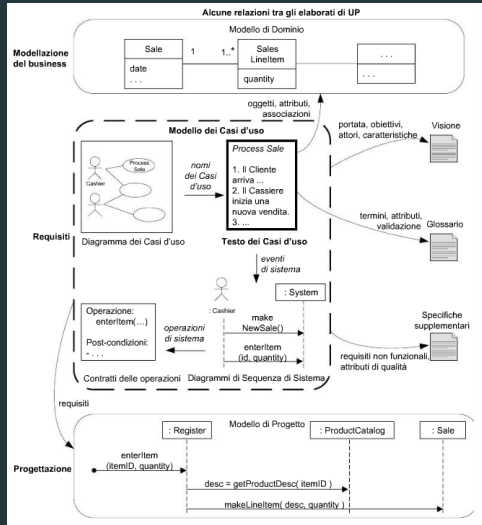 Alcune relazioni tra gli elaborati di UP
Modello di Dominio
Modellazione
del business
Sale
date
. . .
1
1..*
Sales
LineItem
quantity
. . .
. . .
oggetti, attributi,
associazioni
Requisiti
Modello dei Casi d'uso
Process
Sale
Cashier
Diagramma dei Casi d'uso
nomi
dei Casi
d'uso
Process Sale
1. Il Cliente
arriva ...
2. Il Cassiere
inizia una
nuova vendita.
3. ...
Testo dei Casi d'uso
portata, obiettivi,
attori, caratteristiche
Visione
termini, attributi,
validazione
Glossario
eventi
di sistema
: Cashier
: System
make
NewSale()
enterItem
(id, quantity)
Diagrammi di Sequenza di Sistema
operazioni
di sistema
Operazione:
enterItem(…)
Post-condizioni:
- . . .
Contratti delle operazioni
Specifiche
supplementari
requisiti non funzionali,
attributi di qualità
requisiti
Modello di Progetto
Progettazione
: Register
: ProductCatalog
: Sale
enterItem
(itemID, quantity)
desc = getProductDesc( itemID )
makeLineItem( desc, quantity )